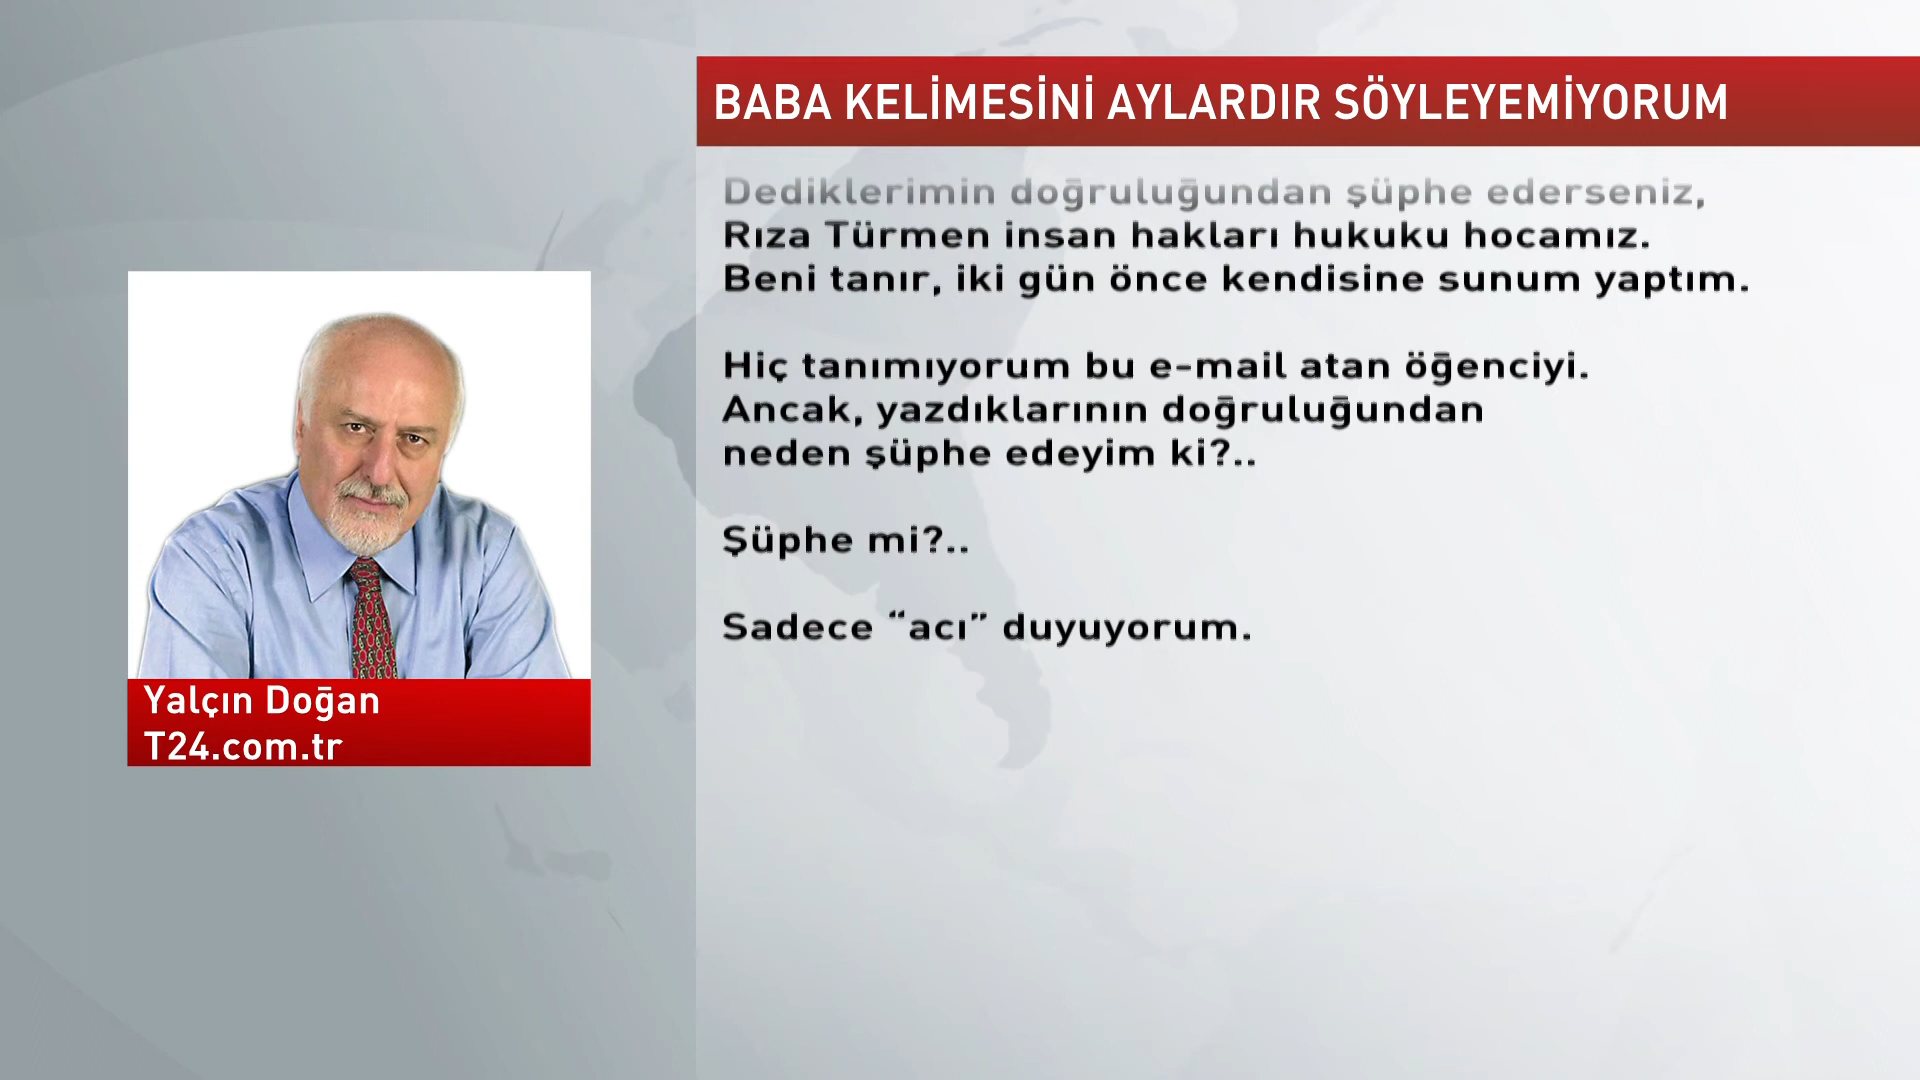 BABA KELİMESİNİ AYLARDIR SÖYLEYEMİYORUM
Dediklerimin doğruluğundan şüphe ederseniz,
Rıza Türmen insan hakları hukuku hocamız.
Beni tanır, iki gün önce kendisine sunum yaptım.
Hiç tanımıyorum bu e-mail atan öğenciyi.
Ancak, yazdıklarının doğruluğundan
neden şüphe edeyim ki?..
Şüphe mi?..
Sadece “acı” duyuyorum.
Yalçın Doğan
T24.com.tr